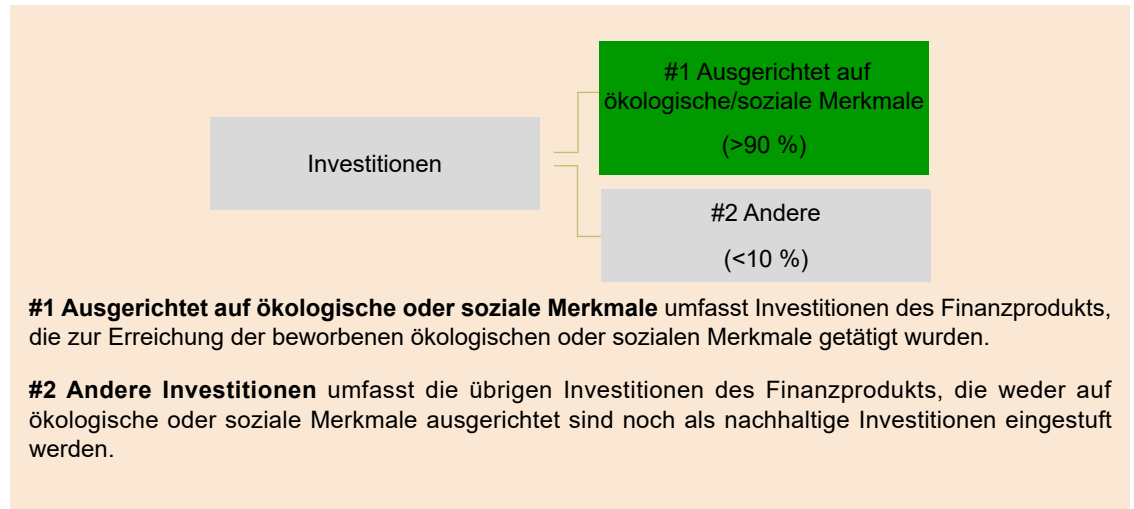 #1 Ausgerichtet auf
ökologische/soziale Merkmale
(>90 %)
Investitionen
#2 Andere
(<10 %)
#1 Ausgerichtet auf ökologische oder soziale Merkmale umfasst Investitionen des Finanzprodukts,
die zur Erreichung der beworbenen ökologischen oder sozialen Merkmale getätigt wurden.
#2 Andere Investitionen umfasst die übrigen Investitionen des Finanzprodukts, die weder auf
ökologische oder soziale Merkmale ausgerichtet sind noch als nachhaltige Investitionen eingestuft
werden.